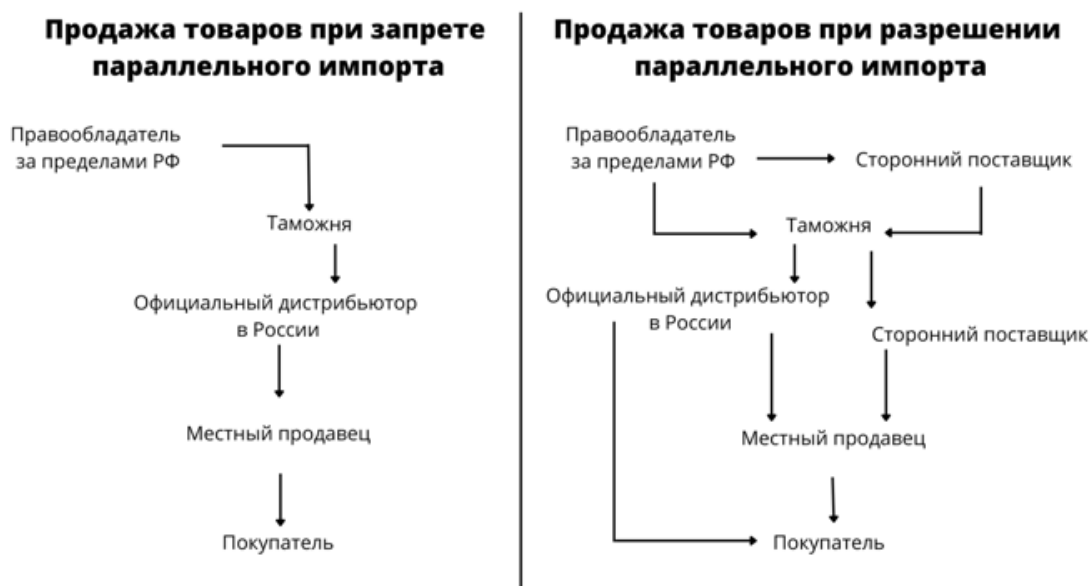 Продажа товаров при запрете
параллельного импорта
Правообладатель
за пределами РФ
Таможня
Официальный дистрибьютор
в России
Местный продавец
Покупатель
Продажа товаров при разрешении
параллельного импорта
Правообладатель
за пределами РФ
Сторонний поставщик
Таможня
Официальный дистрибьютор
в России
Сторонний поставщик
Местный продавец
Покупатель